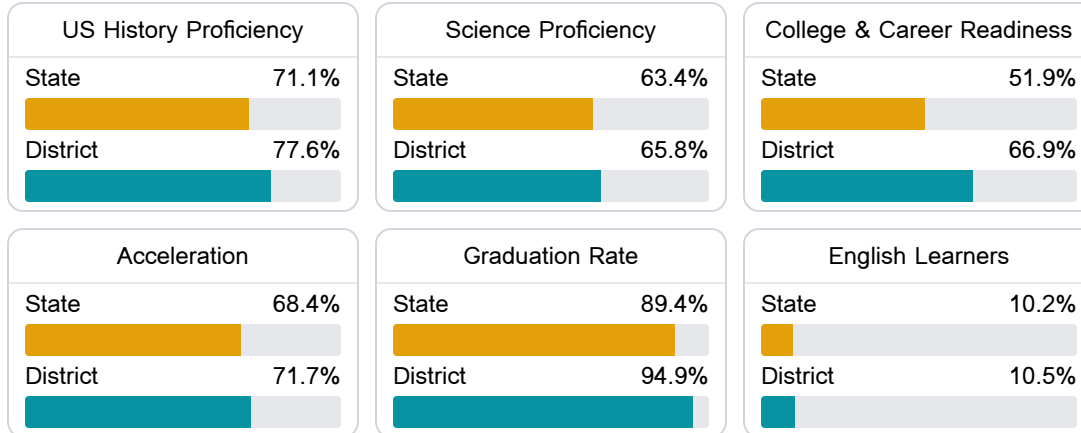 US History Proficiency
State 71.1%
District 77.6%
Science Proficiency
State 63.4%
District 65.8%
College & Career Readiness
State 51.9%
District 66.9%
Acceleration
State 68.4%
District 71.7%
Graduation Rate
State 89.4%
District 94.9%
English Learners
State 10.2%
District 10.5%